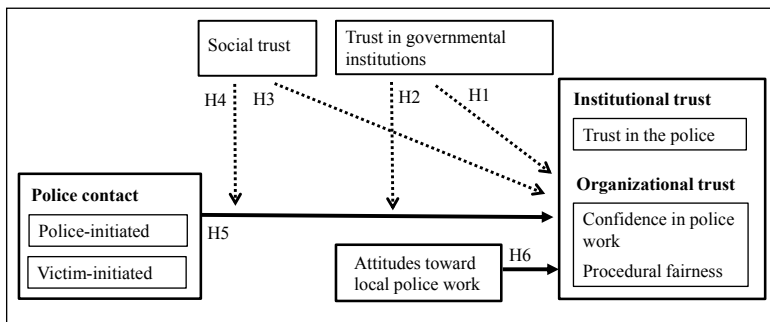 Social trust
Trust in governmental
institutions
H4
H3
H2
H1
Institutional trust
Trust in the police
Organizational trust
Confidence in police
work
Procedural fairness
Police contact
Police-initiated
Victim-initiated
H5
Attitudes toward
local police work
H6